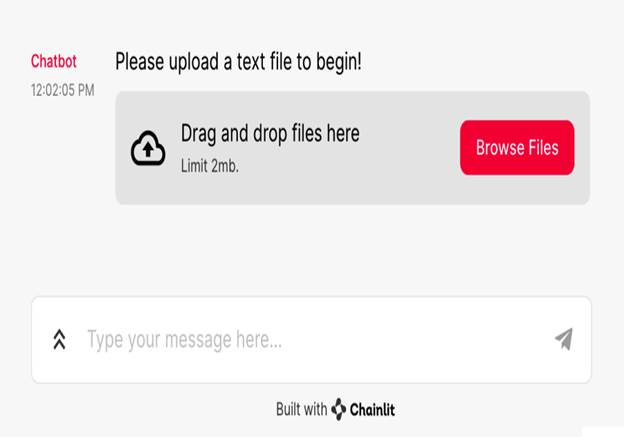 Chatbot
Please upload a text file to begin!
12:02:05 PM
Drag and drop files here
Limit 2mb.
Browse Files
Type your message here...
Built with Chainlit